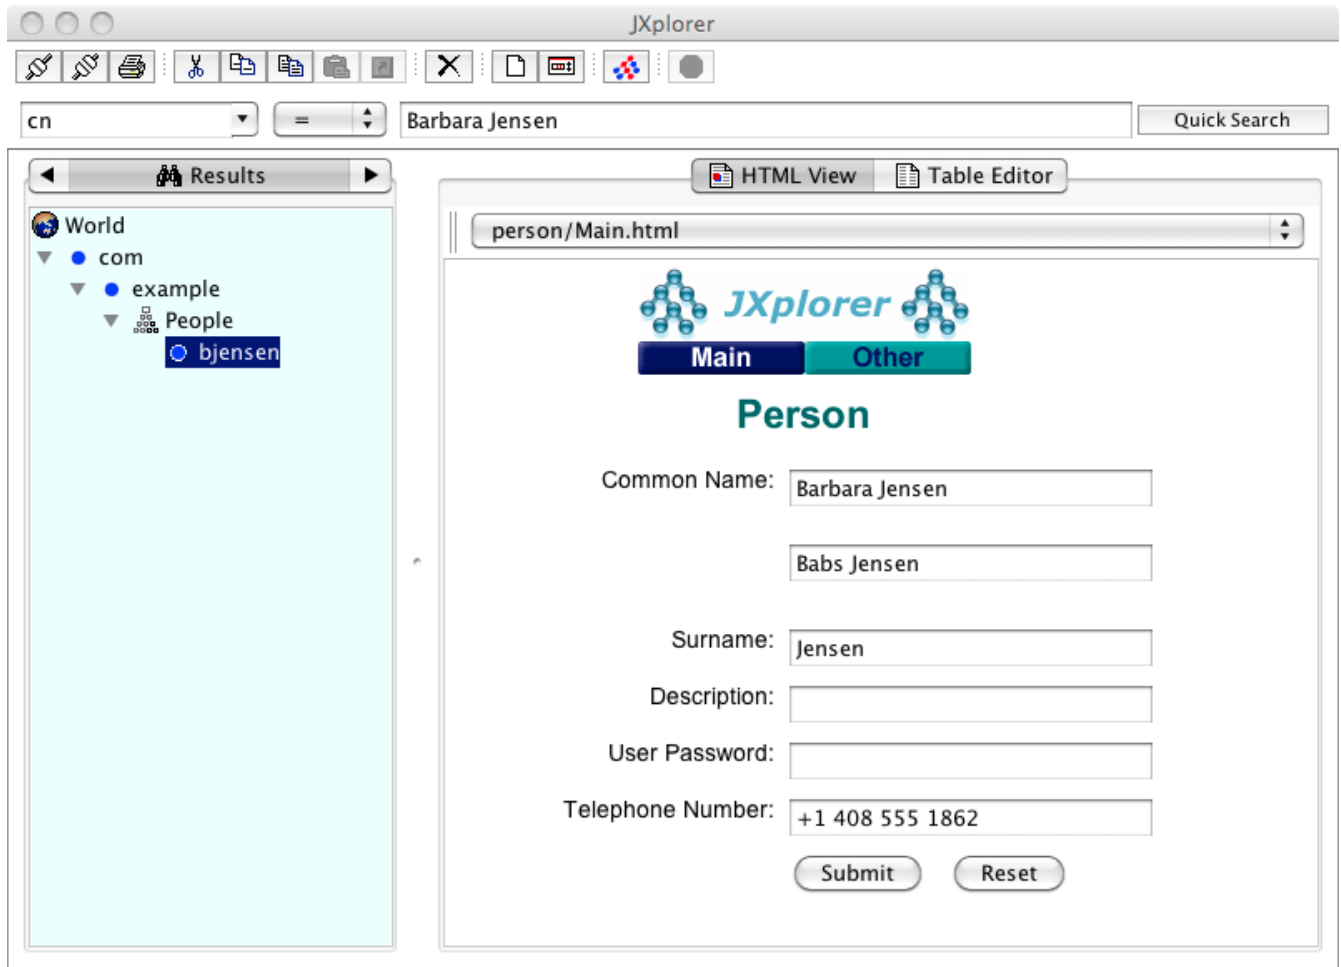 JXplorer
cn = Barbara Jensen Quick Search
Results
World
com
example
People
bjensen
HTML View Table Editor
person/Main.html
JXplorer
Main Other
Person
Common Name: Barbara Jensen
Babs Jensen
Surname: Jensen
Description:
User Password:
Telephone Number: +1 408 555 1862
Submit Reset